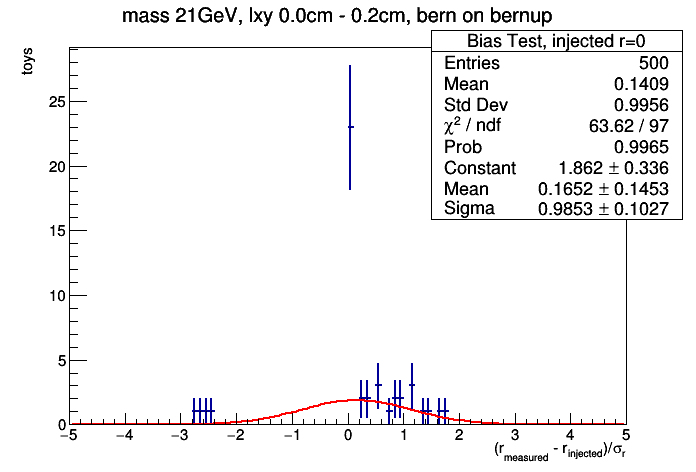 mass 21GeV, lxy 0.0cm - 0.2cm, bern on bernup
toys
Bias Test, injected r=0
Entries 500
Mean 0.1409
Std Dev 0.9956
χ² / ndf 63.62 / 97
Prob 0.9965
Constant 1.862 ± 0.336
Mean 0.1652 ± 0.1453
Sigma 0.9853 ± 0.1027
25
20
15
10
5
0
−5 −4 −3 −2 −1 0 1 2 3 4 5
(r_measured - r_injected)/σ_r